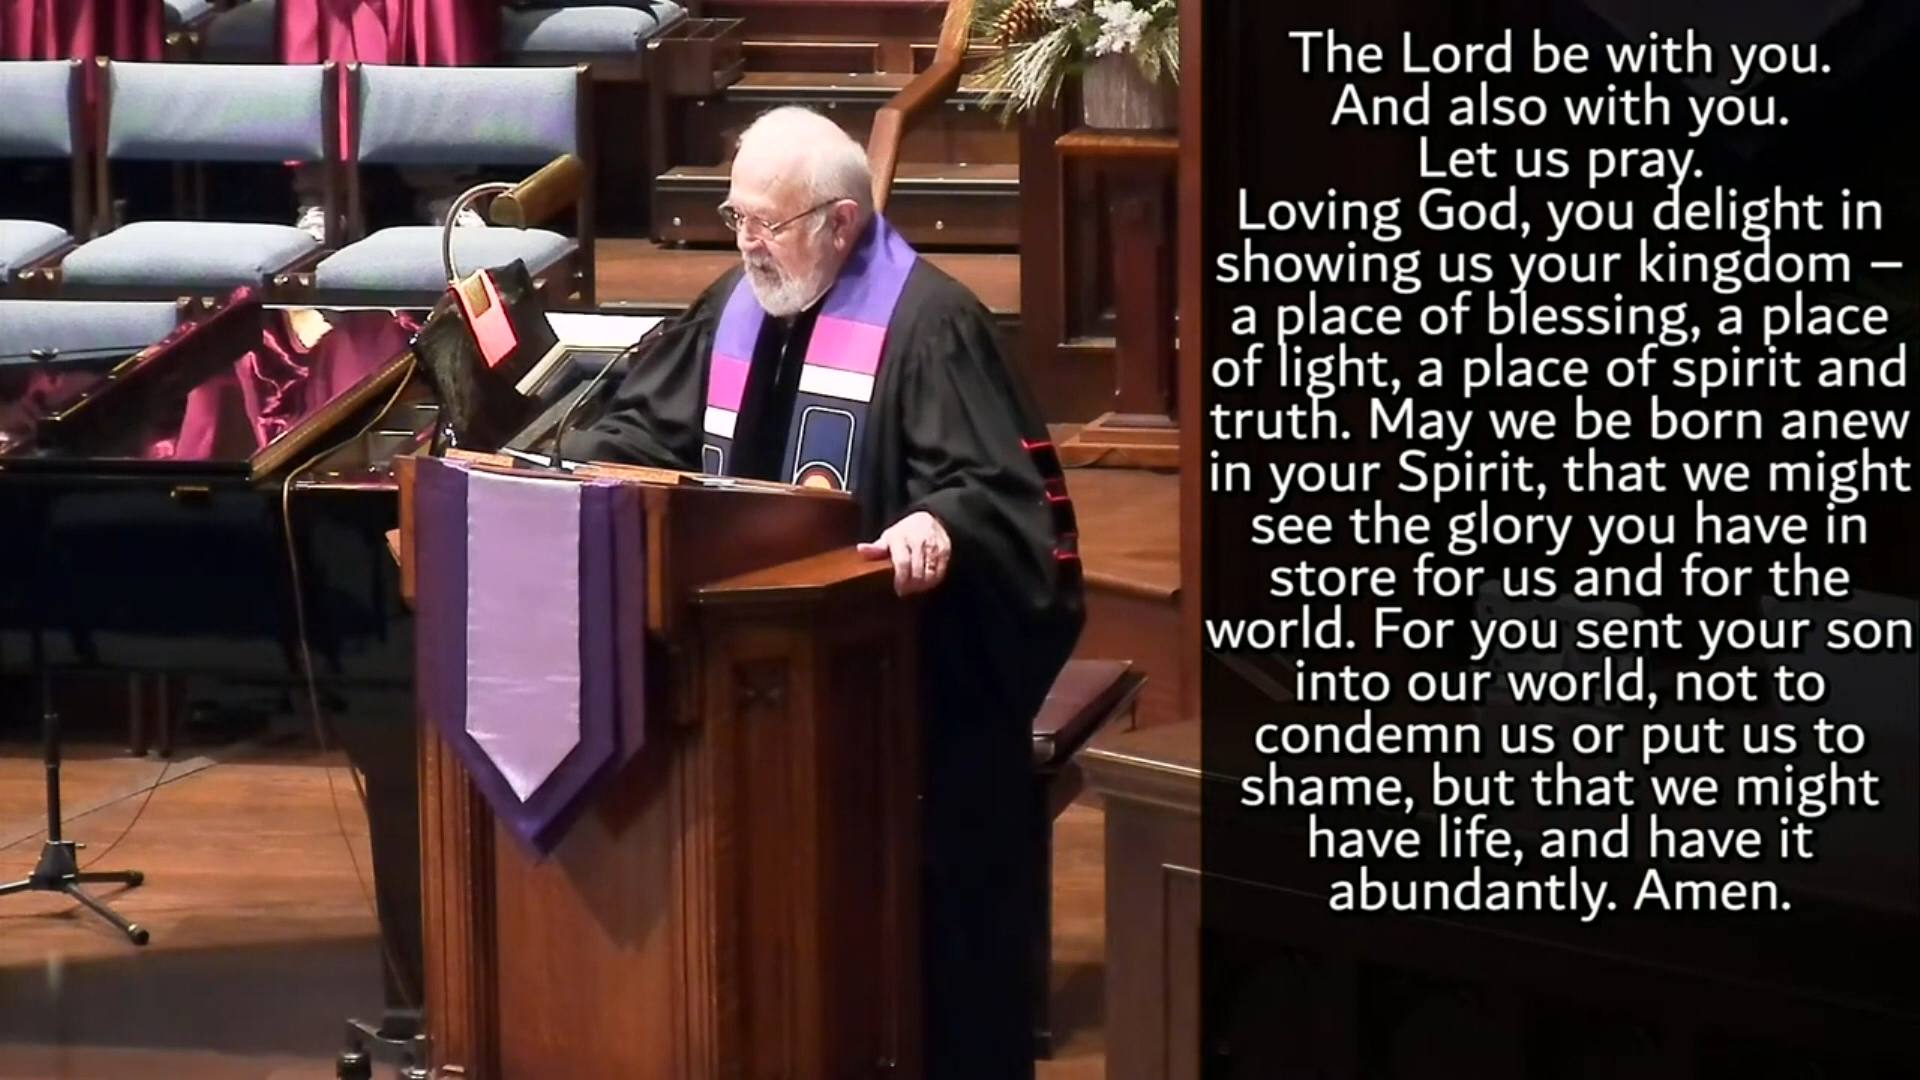 The Lord be with you.
And also with you.
Let us pray.
Loving God, you delight in
showing us your kingdom –
a place of blessing, a place
of light, a place of spirit and
truth. May we be born anew
in your Spirit, that we might
see the glory you have in
store for us and for the
world. For you sent your son
into our world, not to
condemn us or put us to
shame, but that we might
have life, and have it
abundantly. Amen.